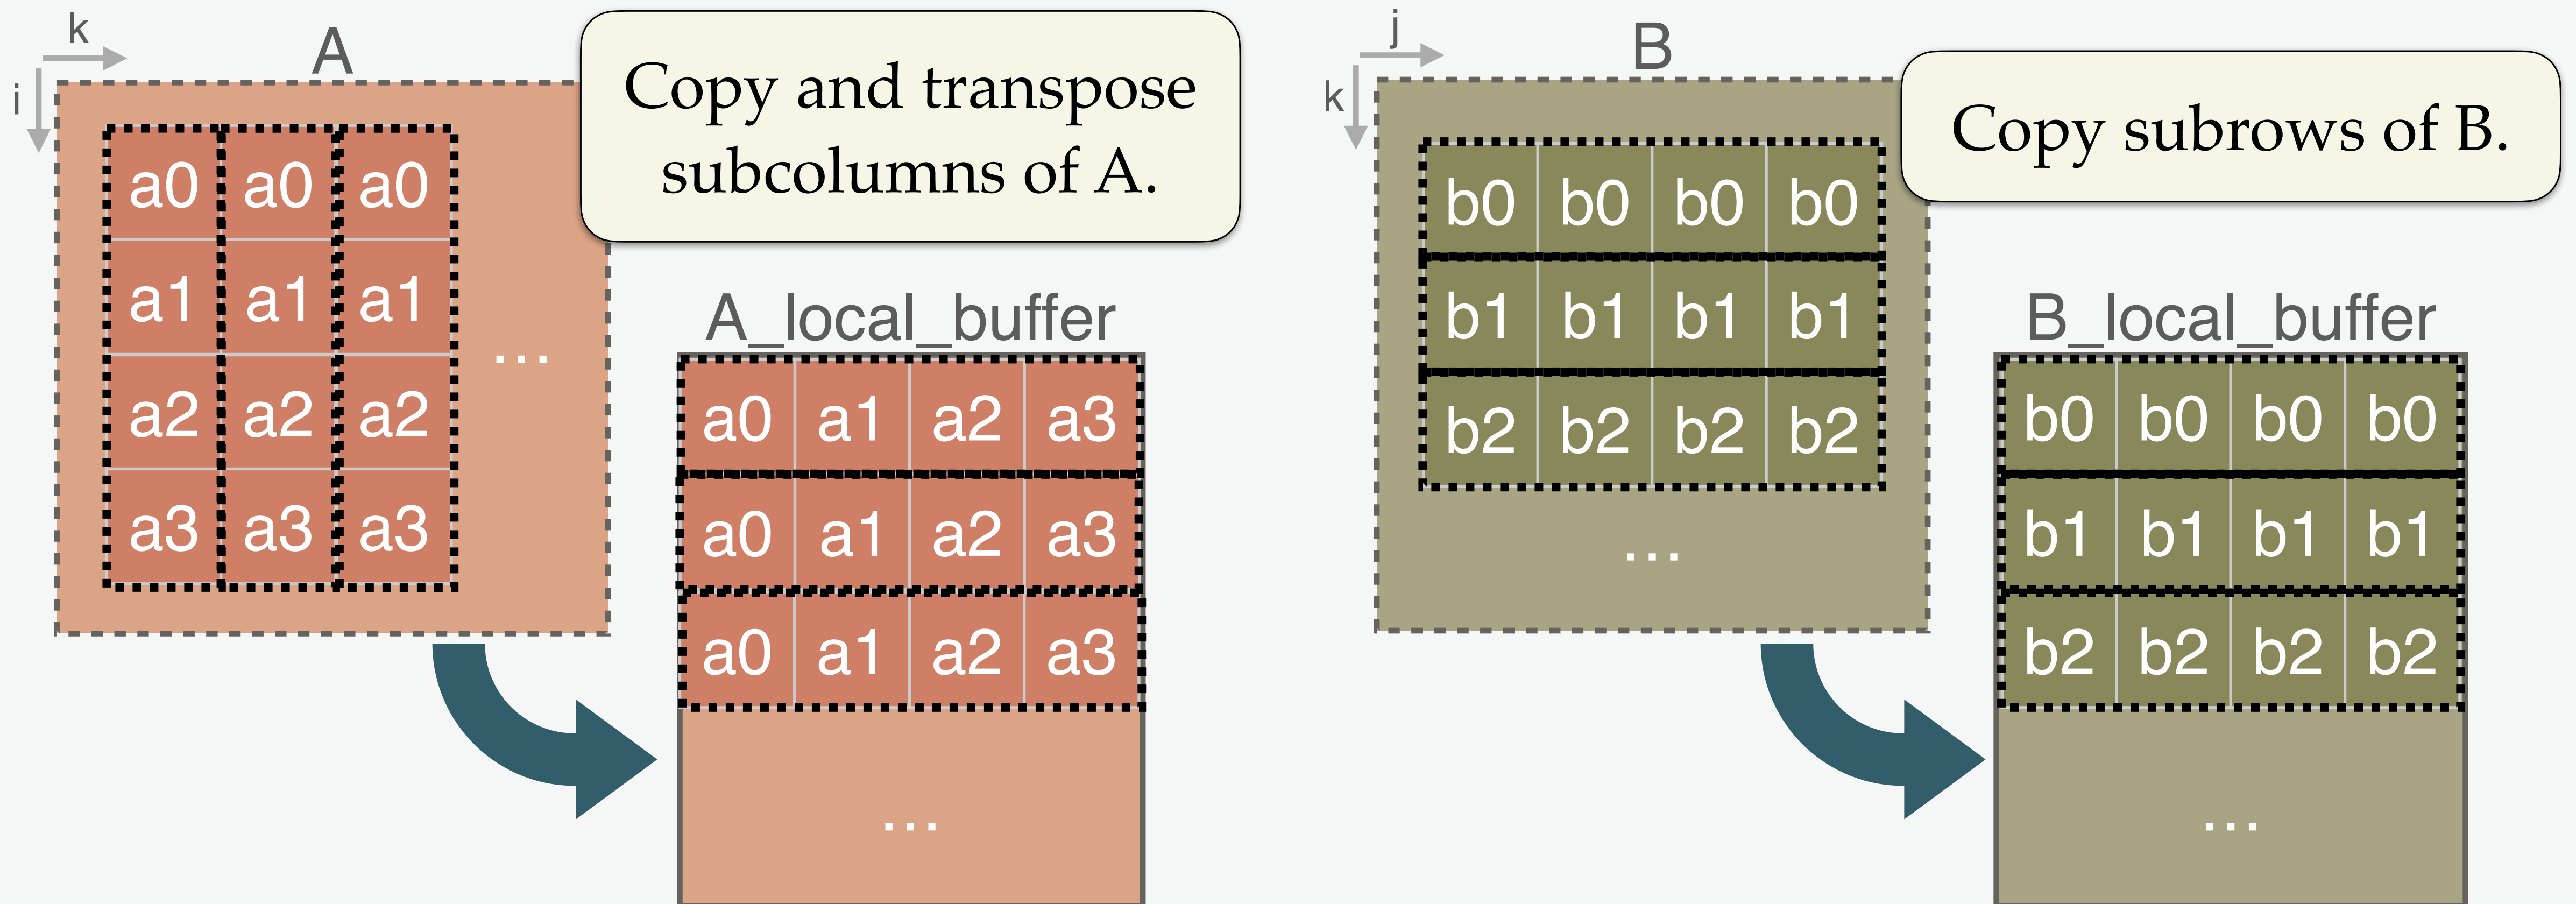 k
i
A
Copy and transpose
subcolumns of A.
a0 a0 a0
a1 a1 a1
a2 a2 a2
a3 a3 a3
...
A_local_buffer
a0 a1 a2 a3
a0 a1 a2 a3
a0 a1 a2 a3
...
j
k
B
Copy subrows of B.
b0 b0 b0 b0
b1 b1 b1 b1
b2 b2 b2 b2
...
B_local_buffer
b0 b0 b0 b0
b1 b1 b1 b1
b2 b2 b2 b2
...